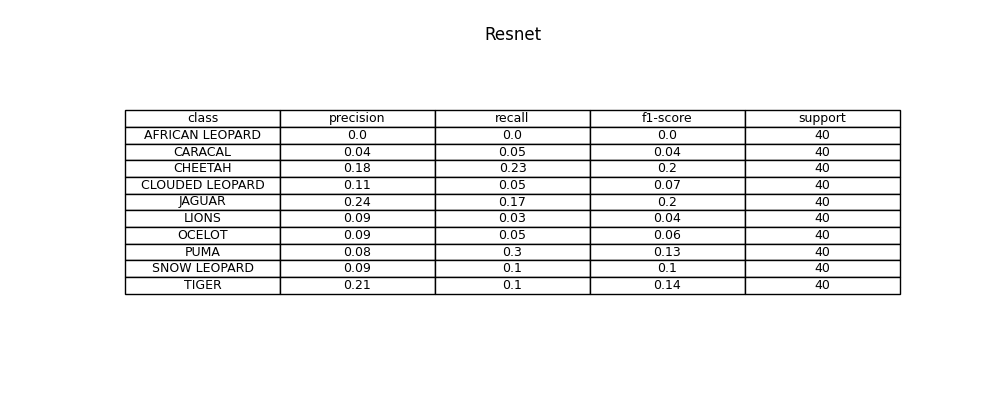 Resnet
class precision recall f1-score support
AFRICAN LEOPARD 0.0 0.0 0.0 40
CARACAL 0.04 0.05 0.04 40
CHEETAH 0.18 0.23 0.2 40
CLOUDED LEOPARD 0.11 0.05 0.07 40
JAGUAR 0.24 0.17 0.2 40
LIONS 0.09 0.03 0.04 40
OCELOT 0.09 0.05 0.06 40
PUMA 0.08 0.3 0.13 40
SNOW LEOPARD 0.09 0.1 0.1 40
TIGER 0.21 0.1 0.14 40